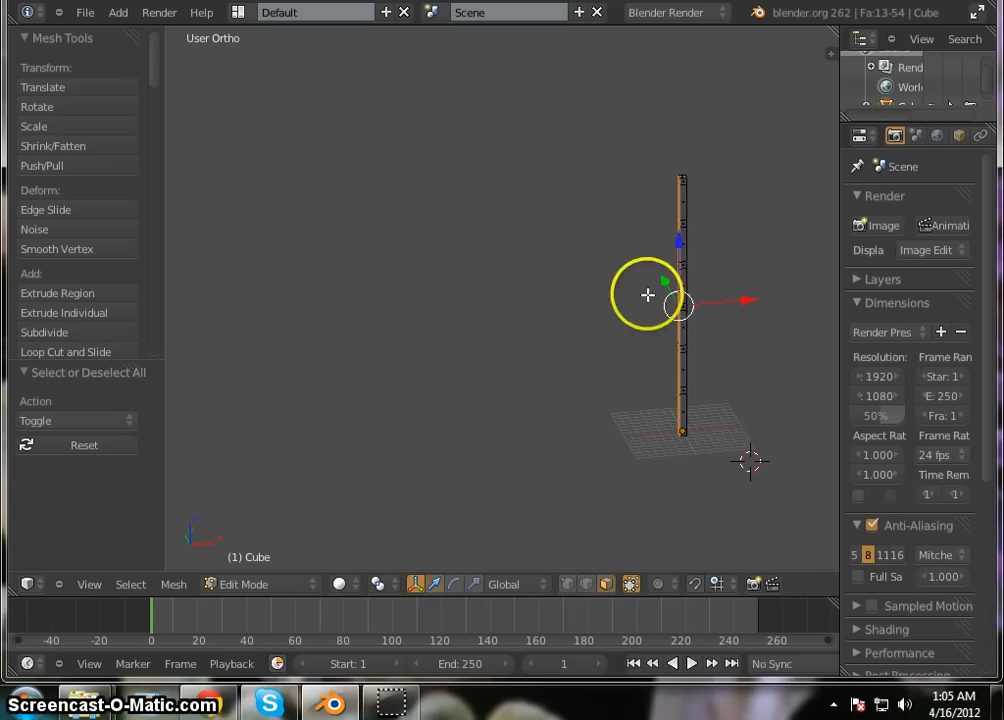 File Add Render Help Default Scene Blender Render blender.org 262 | Fa:13-54 | Cube
Mesh Tools
User Ortho
View Search
Transform:
Translate
Rotate
Scale
Shrink/Fatten
Push/Pull
Deform:
Edge Slide
Noise
Smooth Vertex
Add:
Extrude Region
Extrude Individual
Subdivide
Loop Cut and Slide
Select or Deselect All
Action
Toggle
Reset
Rend
Worl
Scene
Render
Image Animati
Displa Image Edit
Layers
Dimensions
Render Pres
Resolution: Frame Ran
: 1920 Star: 1
: 1080 E: 250
50% Fra: 1
Aspect Rat Frame Rat
1.000 24 fps
1.000 Time Rem
1 1
Anti-Aliasing
5 8 1116 Mitche
Full Sa 1.000
Sampled Motion
Shading
Performance
(1) Cube
View Select Mesh Edit Mode Global
-40 -20 0 20 40 60 80 100 120 140 160 180 200 220 240 260
View Marker Frame Playback Start: 1 End: 250 1 No Sync
Screencast-O-Matic.com
1:05 AM
4/16/2012